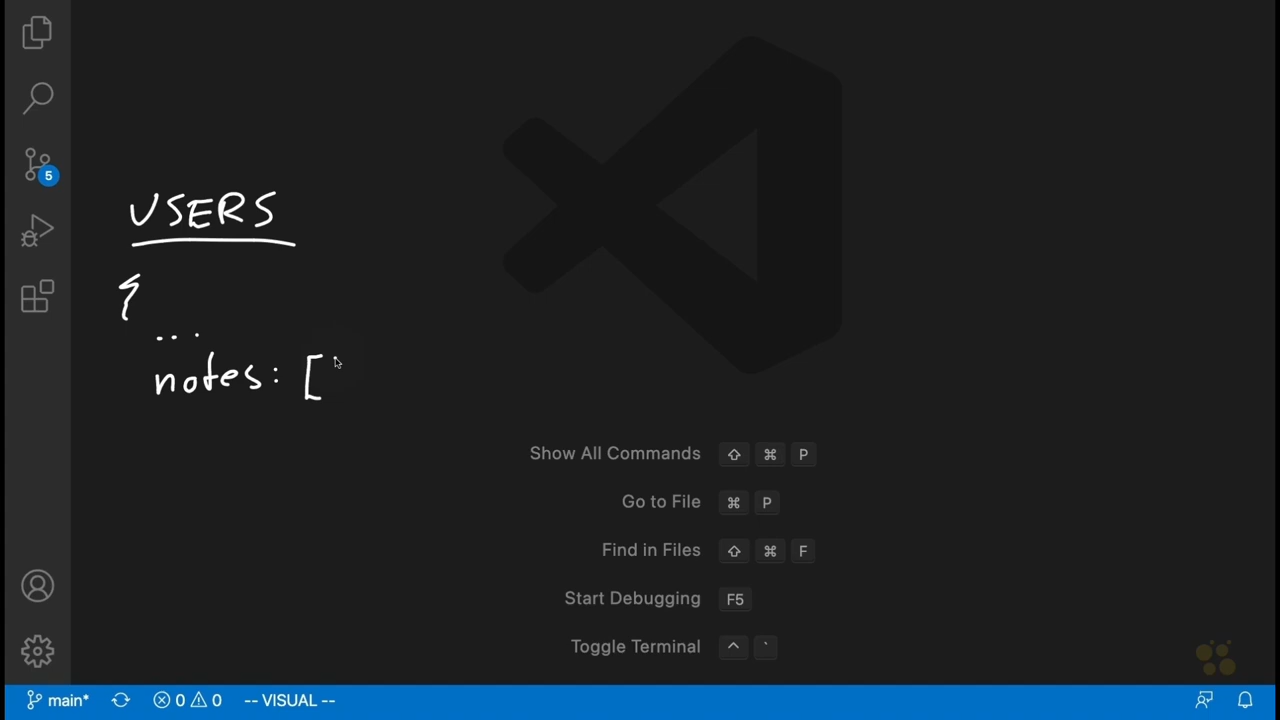 5
USERS
{
...
notes: [
Show All Commands ⇧ ⌘ P
Go to File ⌘ P
Find in Files ⇧ ⌘ F
Start Debugging F5
Toggle Terminal ^ `
main* 0 0 -- VISUAL --